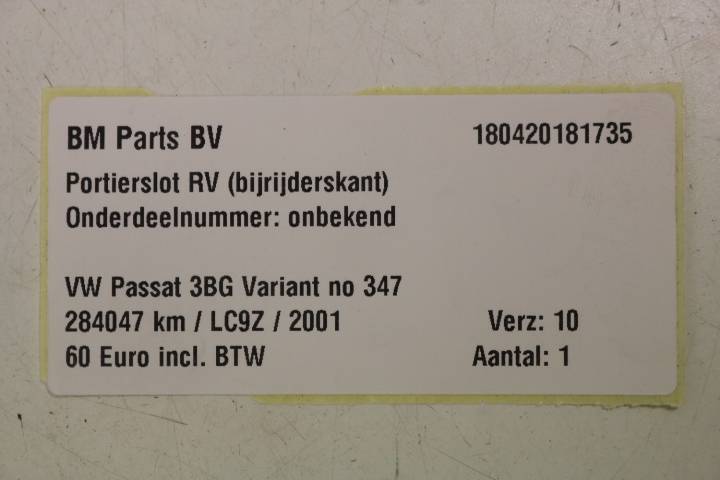 BM Parts BV 180420181735
Portierslot RV (bijrijderskant)
Onderdeelnummer: onbekend
VW Passat 3BG Variant no 347
284047 km / LC9Z / 2001 Verz: 10
60 Euro incl. BTW Aantal: 1